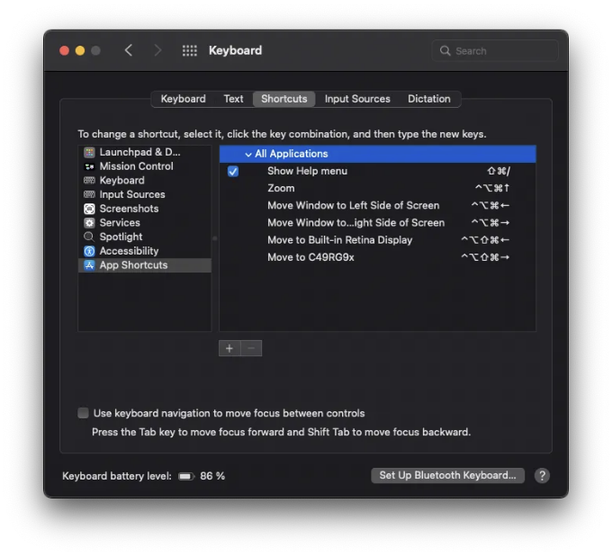 Keyboard
Search
Keyboard Text Shortcuts Input Sources Dictation
To change a shortcut, select it, click the key combination, and then type the new keys.
Launchpad & D...
Mission Control
Keyboard
Input Sources
Screenshots
Services
Spotlight
Accessibility
App Shortcuts
All Applications
Show Help menu ⇧⌘/
Zoom ^⌥⌘↑
Move Window to Left Side of Screen ^⌥⌘←
Move Window to...ight Side of Screen ^⌥⌘→
Move to Built-in Retina Display ^⌥⇧⌘←
Move to C49RG9x ^⌥⇧⌘→
+ −
Use keyboard navigation to move focus between controls
Press the Tab key to move focus forward and Shift Tab to move focus backward.
Keyboard battery level: 86 %
Set Up Bluetooth Keyboard... ?